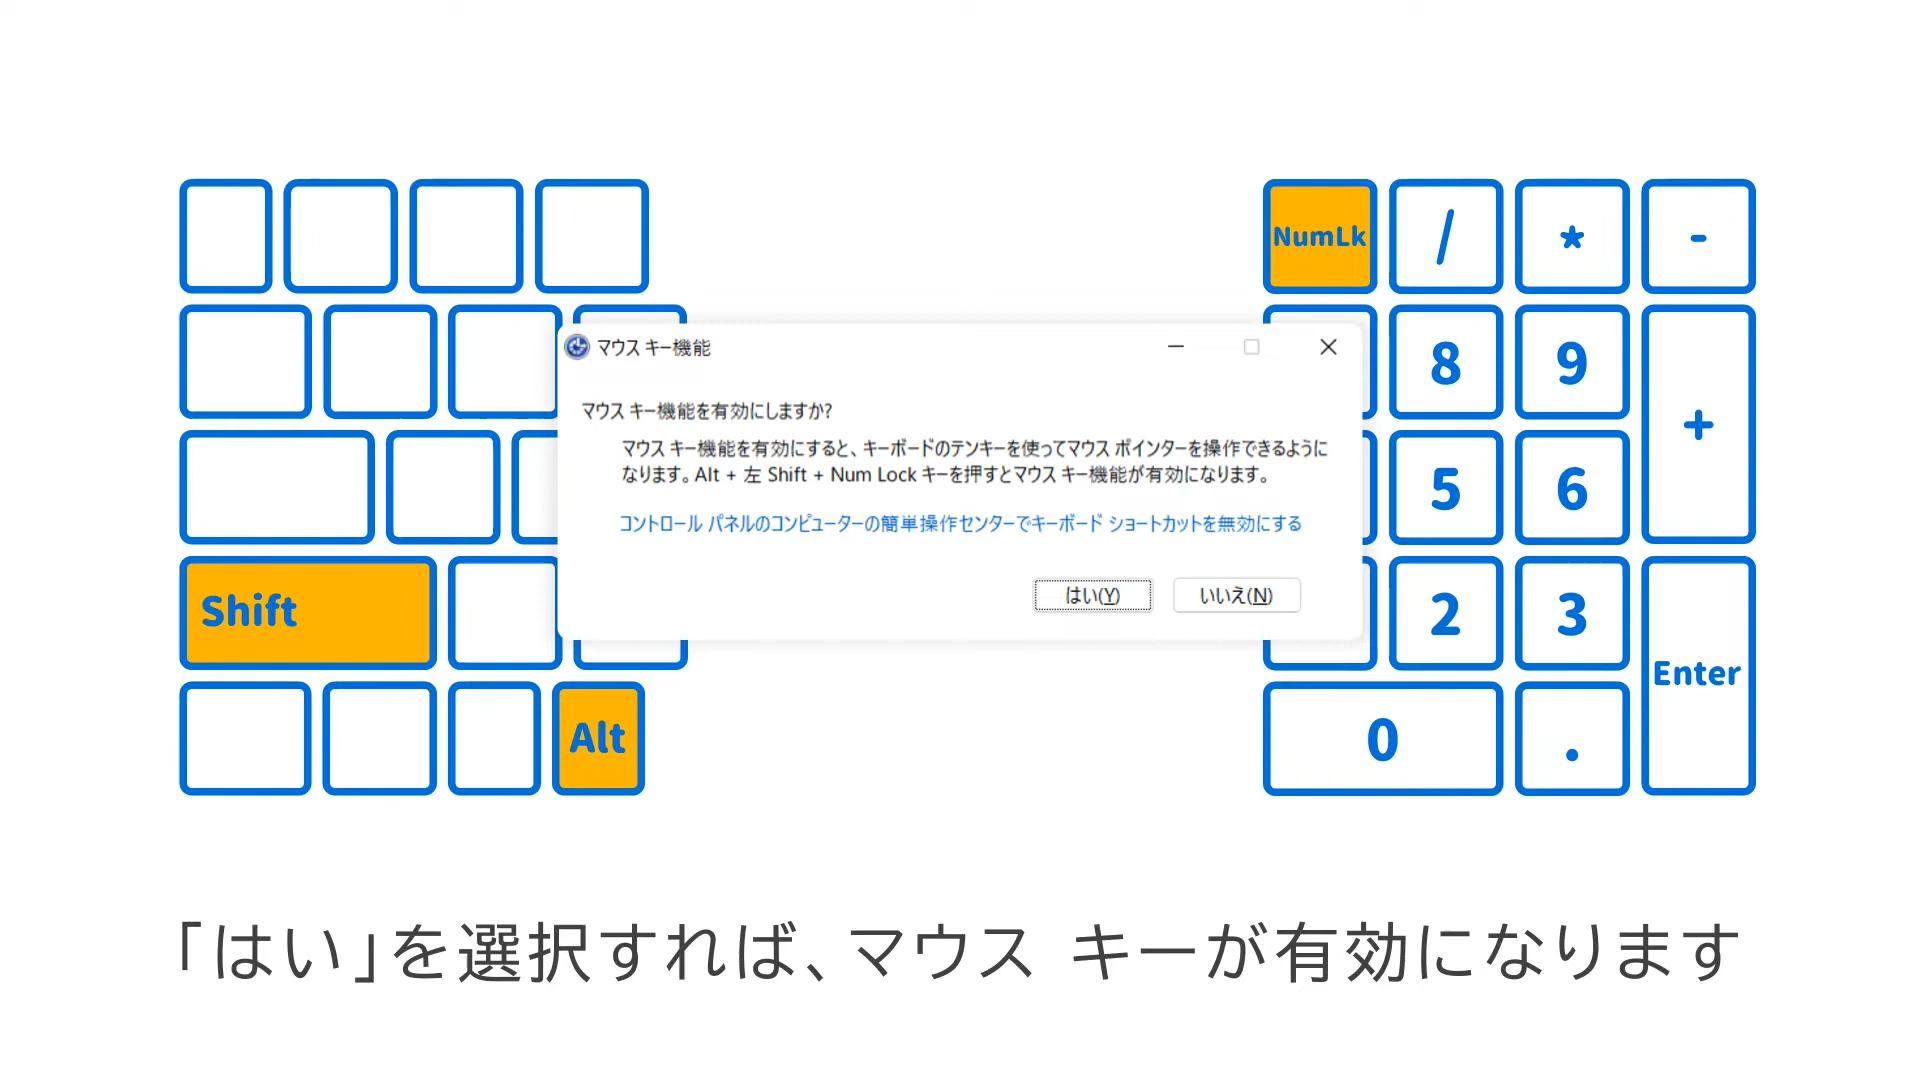 NumLk / * -
マウス キー機能
8 9 +
マウス キー機能を有効にしますか?
マウス キー機能を有効にすると、キーボードのテンキーを使ってマウス ポインターを操作できるように
なります。Alt + 左 Shift + Num Lock キーを押すとマウス キー機能が有効になります。
5 6
コントロール パネルのコンピューターの簡単操作センターでキーボード ショートカットを無効にする
はい(Y) いいえ(N)
Shift
2 3
Enter
Alt
0 .
「はい」を選択すれば、マウス キーが有効になります